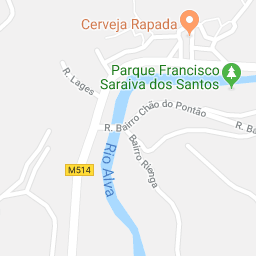 Cerveja Rapada
Parque Francisco
Saraiva dos Santos
R. Lages
R. Bairro Chão do Pontão
R. Ba
Bairro Rienga
M514
Rio Alva